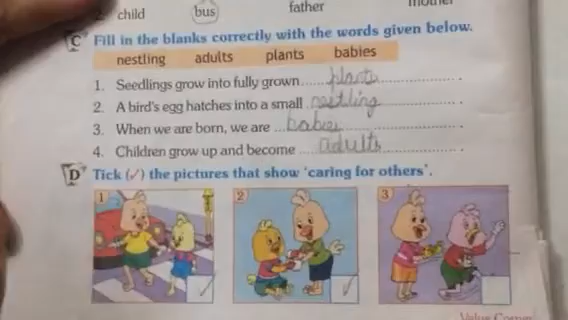 child bus father mother
C Fill in the blanks correctly with the words given below.
nestling adults plants babies
1. Seedlings grow into fully grown......plants...................... .
2. A bird's egg hatches into a small .nestling...................... .
3. When we are born, we are ...babies...................... .
4. Children grow up and become .....adults...................... .
D Tick (✓) the pictures that show 'caring for others'.
1 2 3